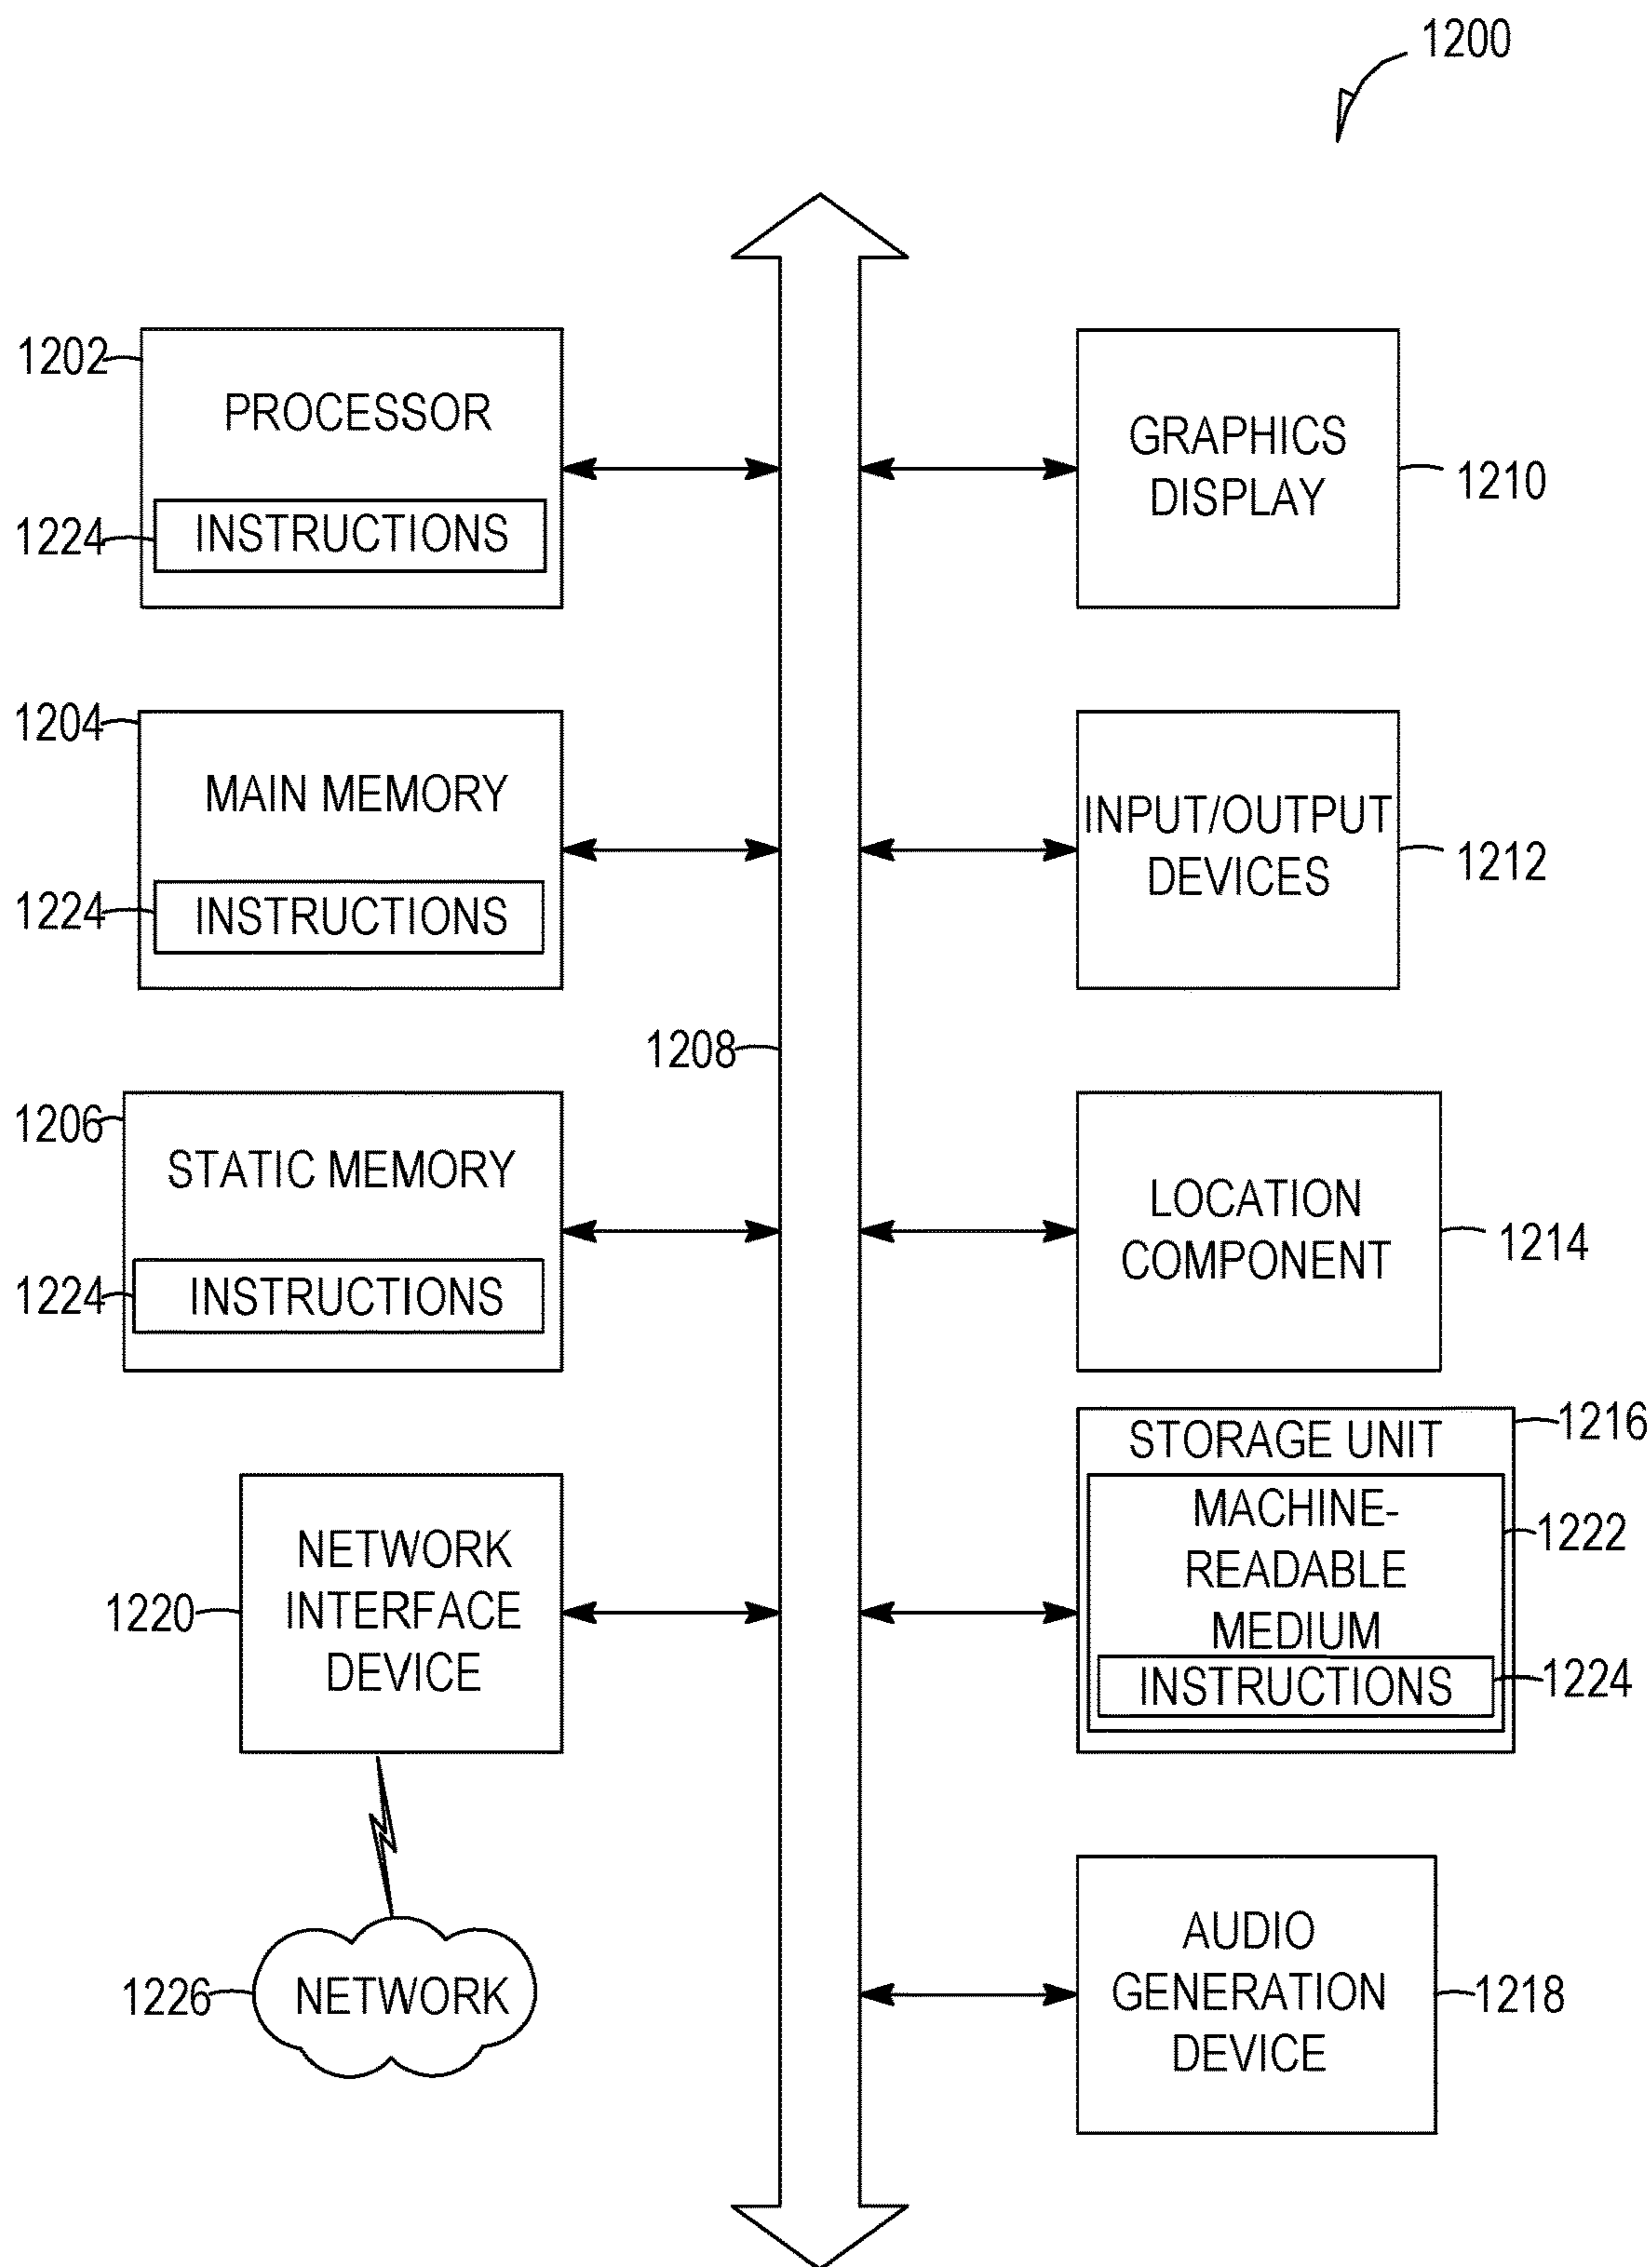 1200
1202
PROCESSOR
1224
INSTRUCTIONS
GRAPHICS
DISPLAY
1210
1204
MAIN MEMORY
1224
INSTRUCTIONS
INPUT/OUTPUT
DEVICES
1212
1208
1206
STATIC MEMORY
1224
INSTRUCTIONS
LOCATION
COMPONENT
1214
1220
NETWORK
INTERFACE
DEVICE
STORAGE UNIT
1216
MACHINE-
READABLE
MEDIUM
1222
INSTRUCTIONS
1224
1226
NETWORK
AUDIO
GENERATION
DEVICE
1218